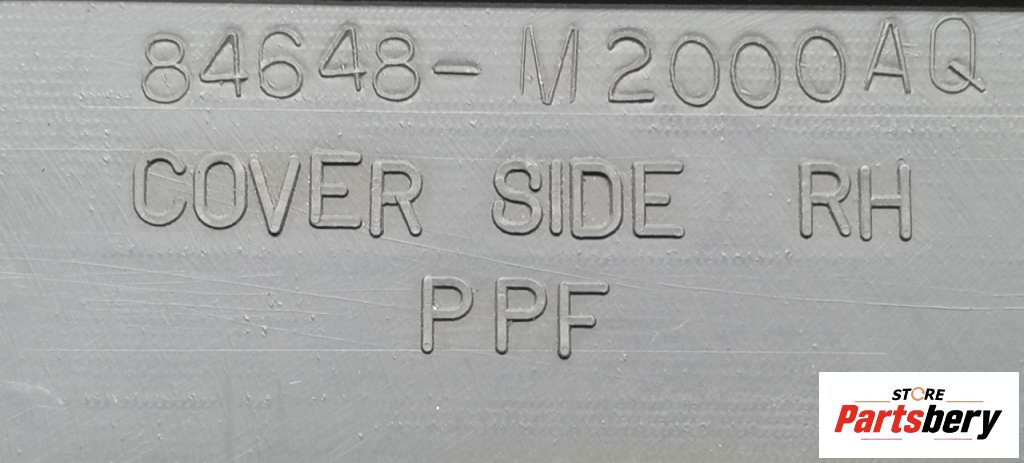 84648-M2000AQ
COVER SIDE RH
PPF
STORE
Partsbery